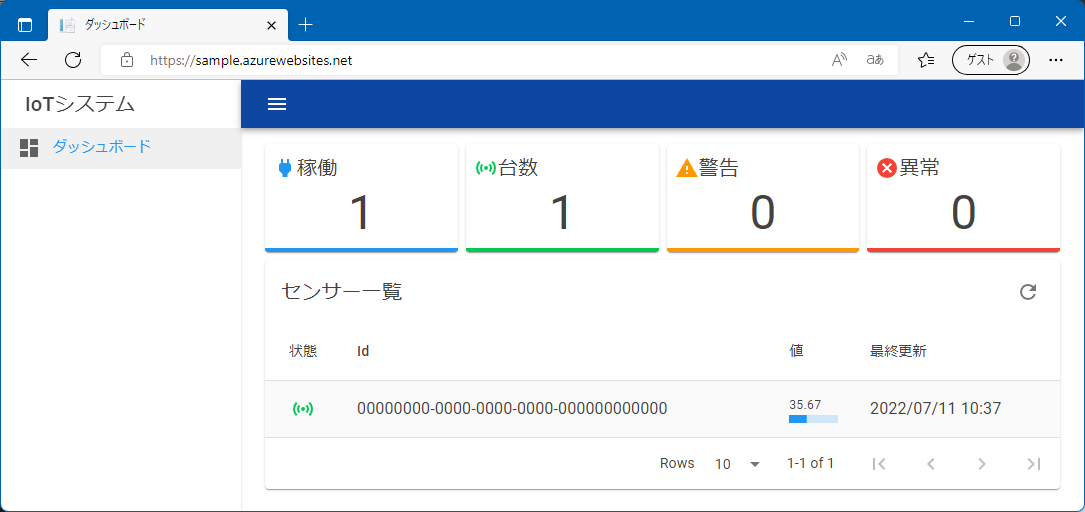 ダッシュボード
https://sample.azurewebsites.net
aあ
ゲスト
IoTシステム
ダッシュボード
稼働
1
台数
1
警告
0
異常
0
センサー一覧
状態 Id 値 最終更新
00000000-0000-0000-0000-000000000000 35.67 2022/07/11 10:37
Rows 10 1-1 of 1